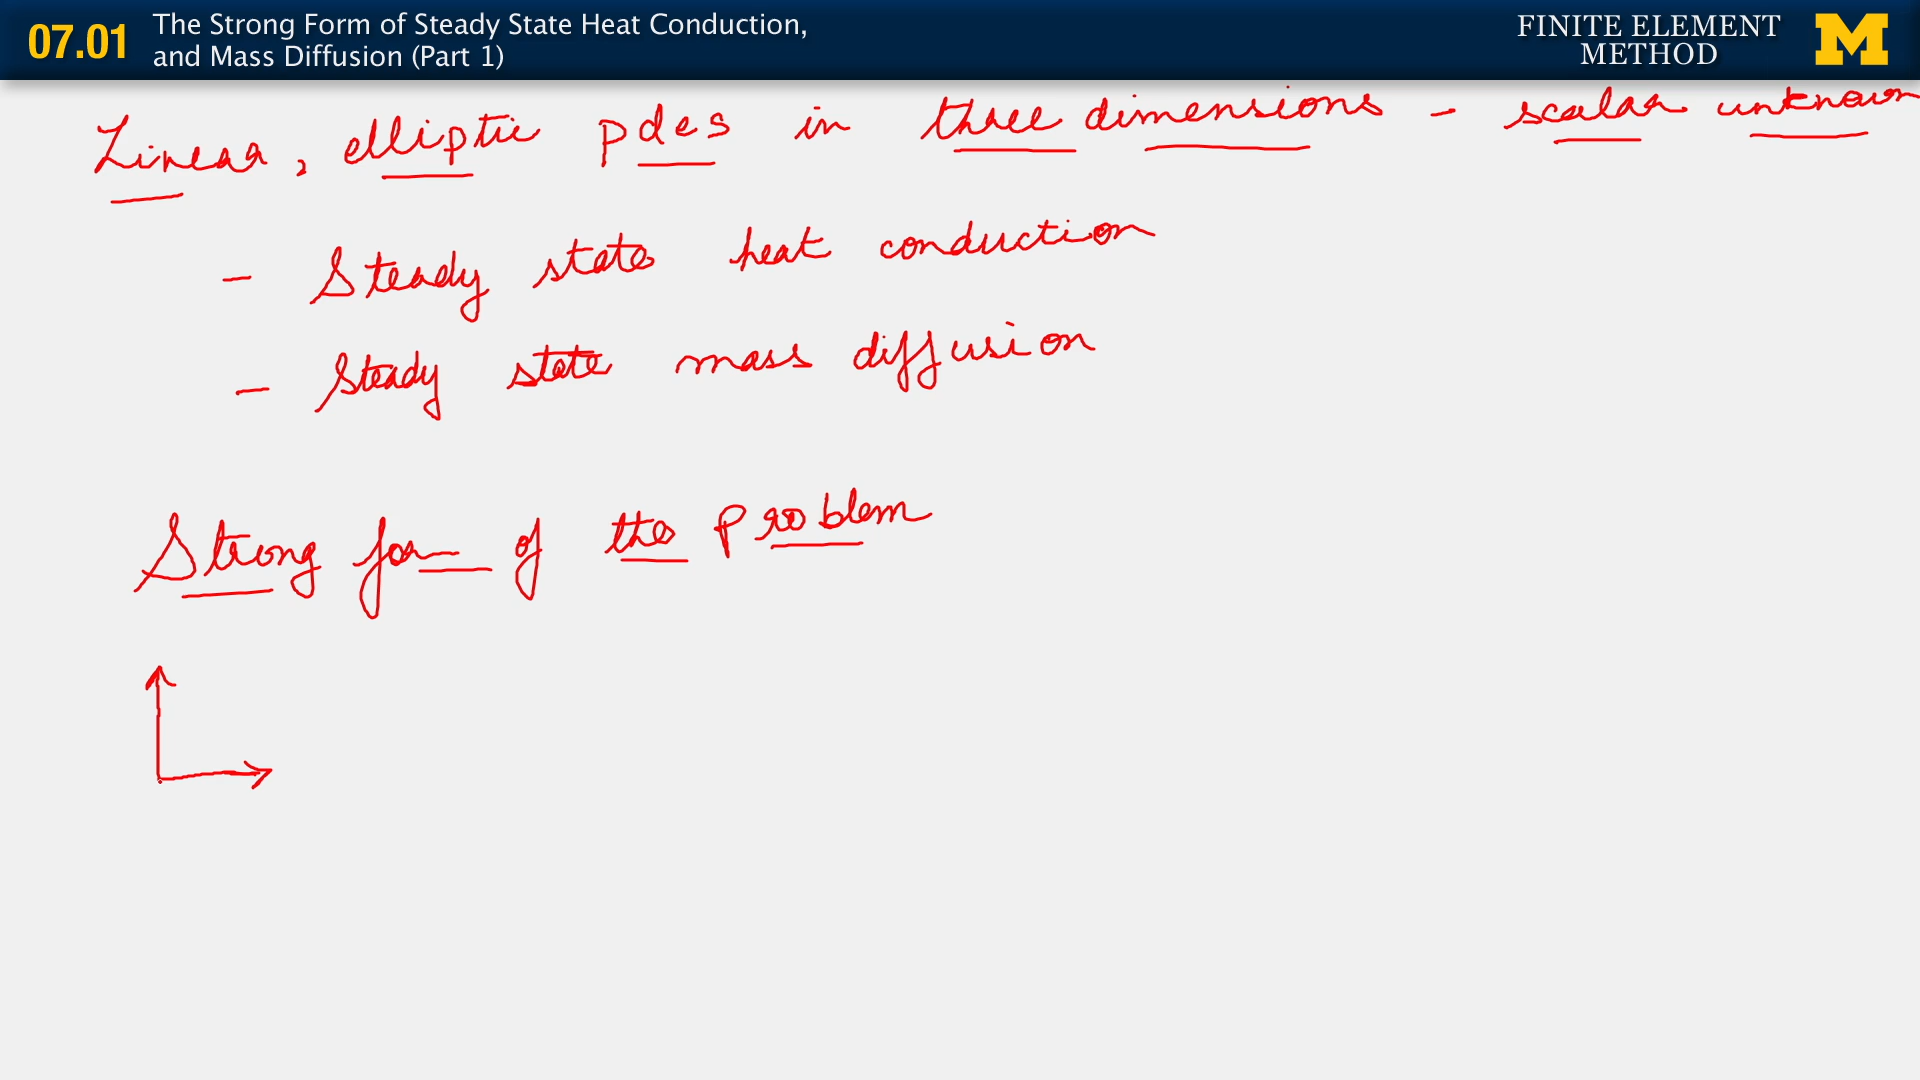 07.01
The Strong Form of Steady State Heat Conduction,
and Mass Diffusion (Part 1)
FINITE ELEMENT
METHOD
M
Linear, elliptic pdes in three dimensions - scalar unknown
- Steady state heat conduction
- Steady state mass diffusion
Strong form of the problem